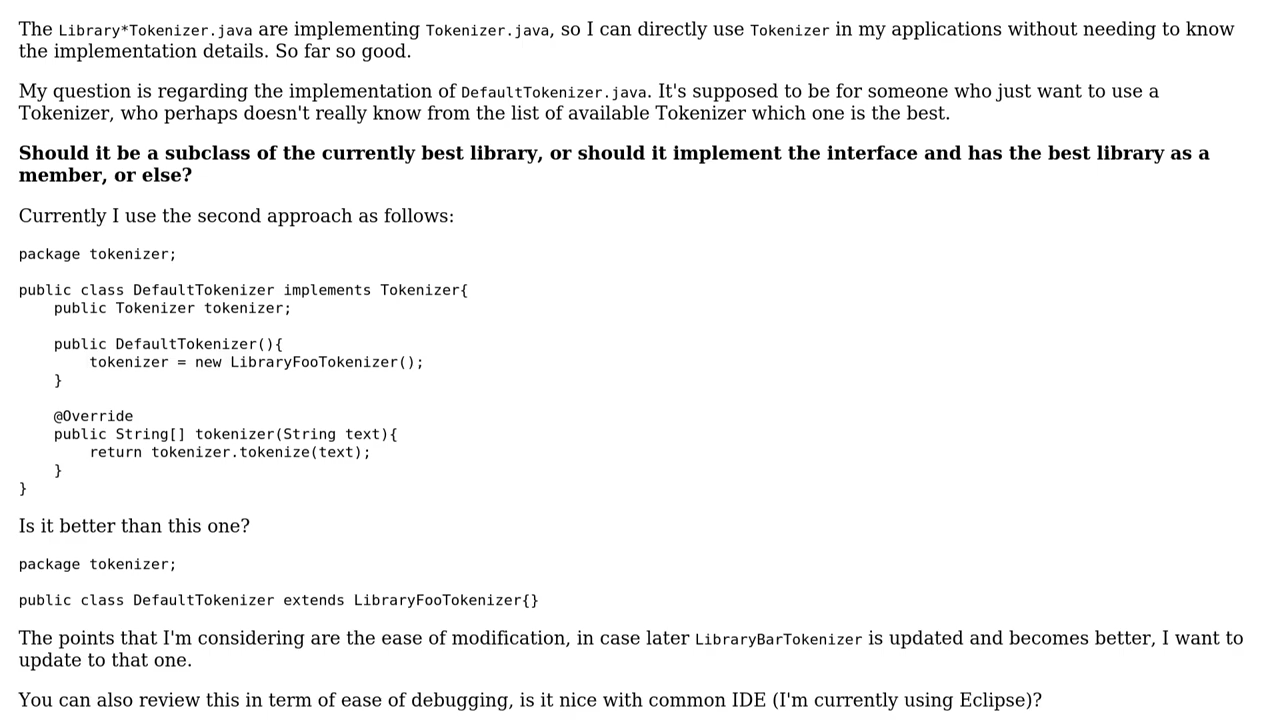 The Library*Tokenizer.java are implementing Tokenizer.java, so I can directly use Tokenizer in my applications without needing to know
the implementation details. So far so good.
My question is regarding the implementation of DefaultTokenizer.java. It's supposed to be for someone who just want to use a
Tokenizer, who perhaps doesn't really know from the list of available Tokenizer which one is the best.
Should it be a subclass of the currently best library, or should it implement the interface and has the best library as a
member, or else?
Currently I use the second approach as follows:
package tokenizer;
public class DefaultTokenizer implements Tokenizer{
    public Tokenizer tokenizer;
    public DefaultTokenizer(){
        tokenizer = new LibraryFooTokenizer();
    }
    @Override
    public String[] tokenizer(String text){
        return tokenizer.tokenize(text);
    }
}
Is it better than this one?
package tokenizer;
public class DefaultTokenizer extends LibraryFooTokenizer{}
The points that I'm considering are the ease of modification, in case later LibraryBarTokenizer is updated and becomes better, I want to
update to that one.
You can also review this in term of ease of debugging, is it nice with common IDE (I'm currently using Eclipse)?